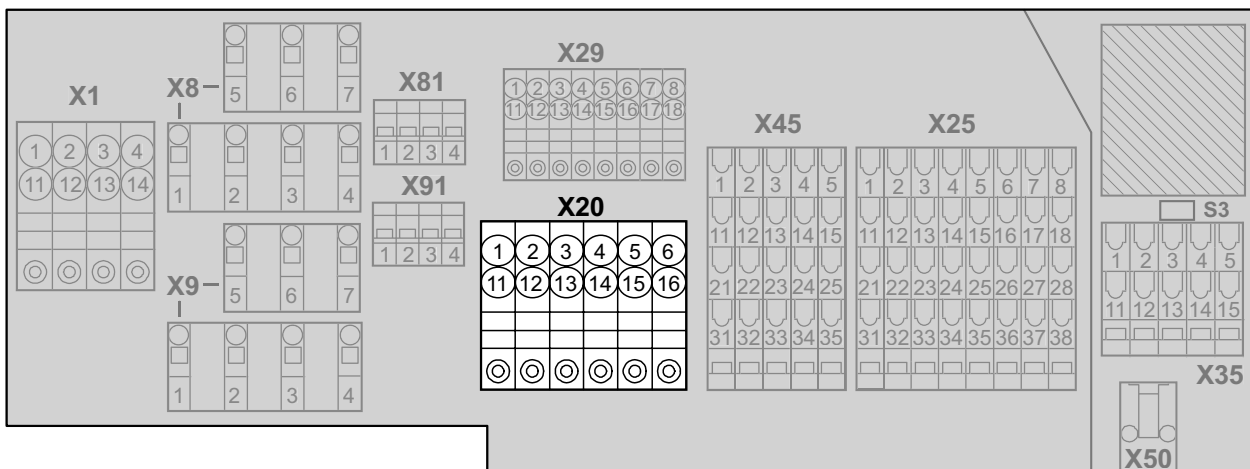 X1
1 2 3 4
11 12 13 14
X8
5 6 7
1 2 3 4
X9
5 6 7
1 2 3 4
X81
1 2 3 4
X91
1 2 3 4
X29
1 2 3 4 5 6 7 8
11 12 13 14 15 16 17 18
X20
1 2 3 4 5 6
11 12 13 14 15 16
X45
1 2 3 4 5
11 12 13 14 15
21 22 23 24 25
31 32 33 34 35
X25
1 2 3 4 5 6 7 8
11 12 13 14 15 16 17 18
21 22 23 24 25 26 27 28
31 32 33 34 35 36 37 38
S3
1 2 3 4 5
11 12 13 14 15
X35
X50